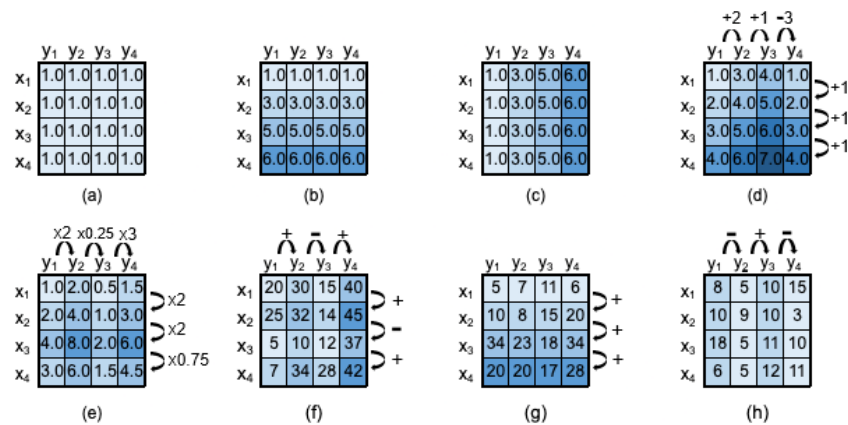 +2 +1 -3
y1 y2 y3 y4 y1 y2 y3 y4 y1 y2 y3 y4 y1 y2 y3 y4
x1 1.0 1.0 1.0 1.0 x1 1.0 1.0 1.0 1.0 x1 1.0 3.0 5.0 6.0 x1 1.0 3.0 4.0 1.0
+1
x2 1.0 1.0 1.0 1.0 x2 3.0 3.0 3.0 3.0 x2 1.0 3.0 5.0 6.0 x2 2.0 4.0 5.0 2.0
+1
x3 1.0 1.0 1.0 1.0 x3 5.0 5.0 5.0 5.0 x3 1.0 3.0 5.0 6.0 x3 3.0 5.0 6.0 3.0
+1
x4 1.0 1.0 1.0 1.0 x4 6.0 6.0 6.0 6.0 x4 1.0 3.0 5.0 6.0 x4 4.0 6.0 7.0 4.0
(a) (b) (c) (d)
x2 x0.25 x3 + - + - + -
y1 y2 y3 y4 y1 y2 y3 y4 y1 y2 y3 y4 y1 y2 y3 y4
x1 1.0 2.0 0.5 1.5 x1 20 30 15 40 x1 5 7 11 6 x1 8 5 10 15
x2 + +
x2 2.0 4.0 1.0 3.0 x2 25 32 14 45 x2 10 8 15 20 x2 10 9 10 3
x2 - +
x3 4.0 8.0 2.0 6.0 x3 5 10 12 37 x3 34 23 18 34 x3 18 5 11 10
x0.75 + +
x4 3.0 6.0 1.5 4.5 x4 7 34 28 42 x4 20 20 17 28 x4 6 5 12 11
(e) (f) (g) (h)